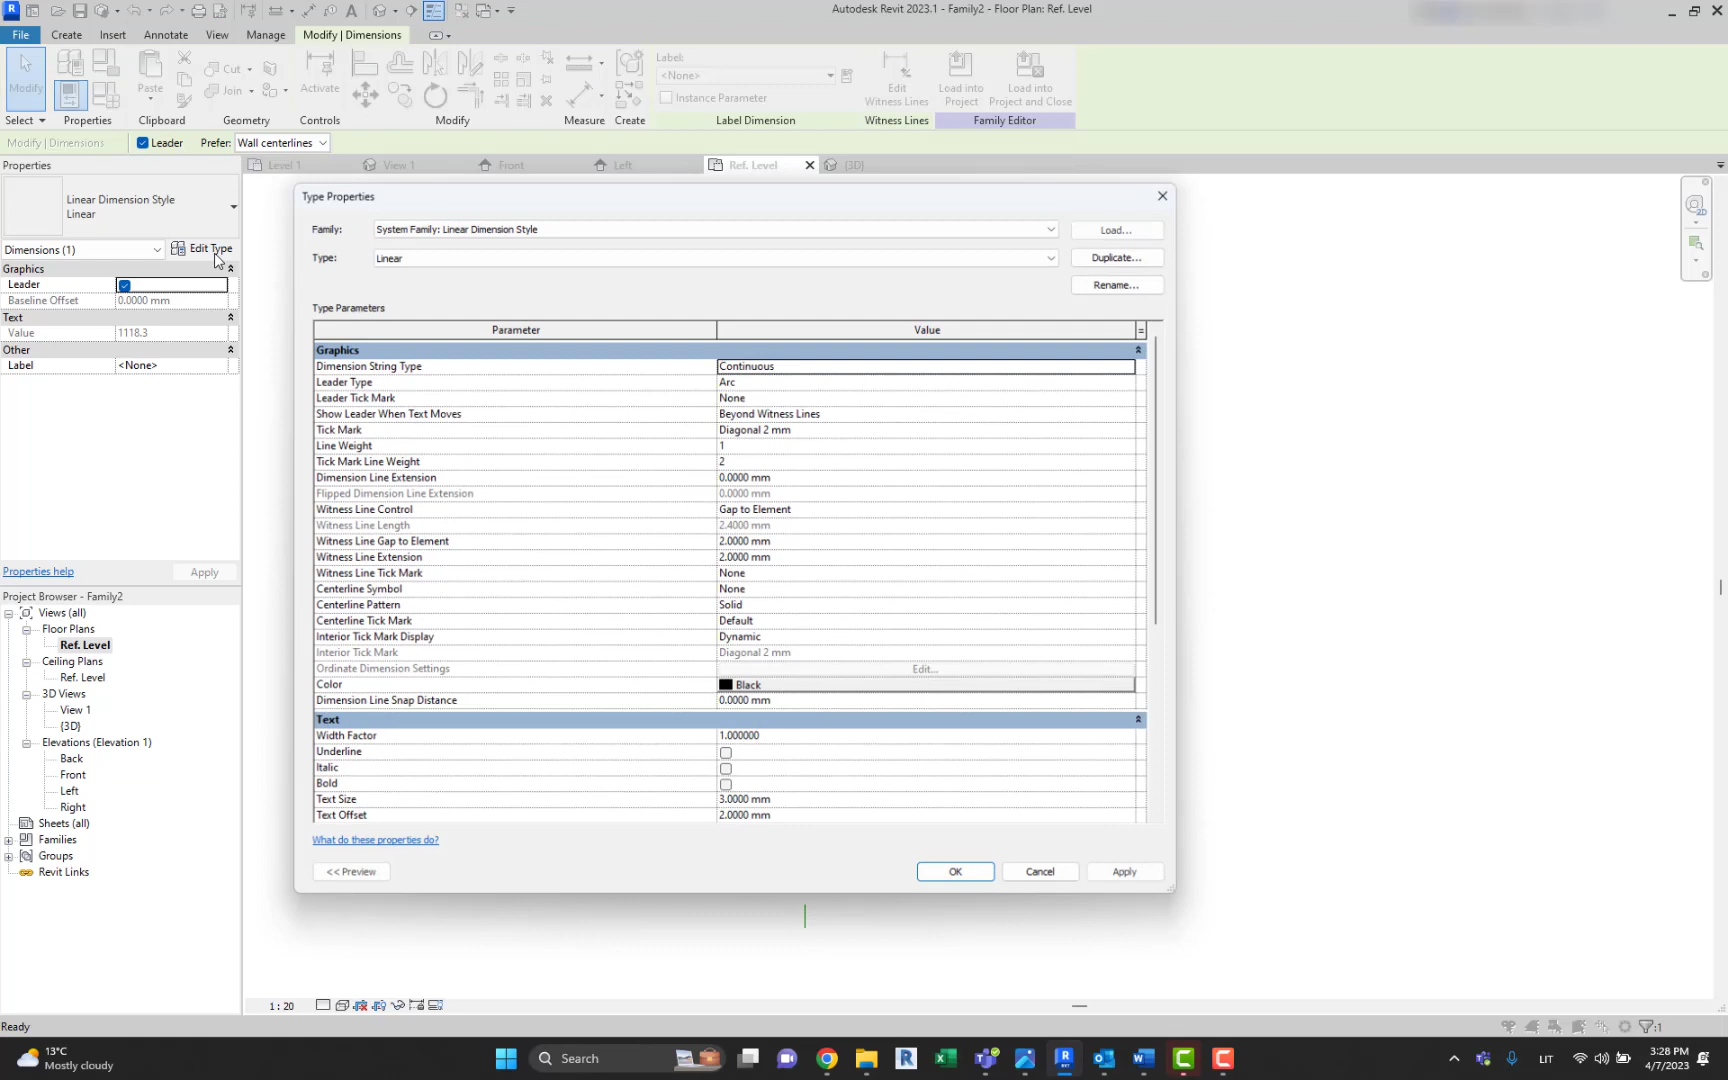 Autodesk Revit 2023.1 - Family2 - Floor Plan: Ref. Level
File Create Insert Annotate View Manage Modify | Dimensions
Modify
Select
Properties
Paste
Clipboard
Cut
Join
Geometry
Activate
Controls
Modify
Measure
Create
Label:
<None>
Instance Parameter
Label Dimension
Edit
Witness Lines
Witness Lines
Load into
Project
Load into
Project and Close
Family Editor
Modify | Dimensions Leader Prefer: Wall centerlines
Properties
Level 1 View 1 Front Left Ref. Level {3D}
Linear Dimension Style
Linear
Dimensions (1) Edit Type
Graphics
Leader
Baseline Offset 0.0000 mm
Text
Value 1118.3
Other
Label <None>
Properties help Apply
Project Browser - Family2
Views (all)
Floor Plans
Ref. Level
Ceiling Plans
Ref. Level
3D Views
View 1
{3D}
Elevations (Elevation 1)
Back
Front
Left
Right
Sheets (all)
Families
Groups
Revit Links
Type Properties
Family: System Family: Linear Dimension Style Load...
Type: Linear Duplicate...
Rename...
Type Parameters
Parameter Value =
Graphics
Dimension String Type Continuous
Leader Type Arc
Leader Tick Mark None
Show Leader When Text Moves Beyond Witness Lines
Tick Mark Diagonal 2 mm
Line Weight 1
Tick Mark Line Weight 2
Dimension Line Extension 0.0000 mm
Flipped Dimension Line Extension 0.0000 mm
Witness Line Control Gap to Element
Witness Line Length 2.4000 mm
Witness Line Gap to Element 2.0000 mm
Witness Line Extension 2.0000 mm
Witness Line Tick Mark None
Centerline Symbol None
Centerline Pattern Solid
Centerline Tick Mark Default
Interior Tick Mark Display Dynamic
Interior Tick Mark Diagonal 2 mm
Ordinate Dimension Settings Edit...
Color Black
Dimension Line Snap Distance 0.0000 mm
Text
Width Factor 1.000000
Underline
Italic
Bold
Text Size 3.0000 mm
Text Offset 2.0000 mm
What do these properties do?
<< Preview OK Cancel Apply
1 : 20
Ready
:1
13°C
Mostly cloudy
Search
LIT
3:28 PM
4/7/2023